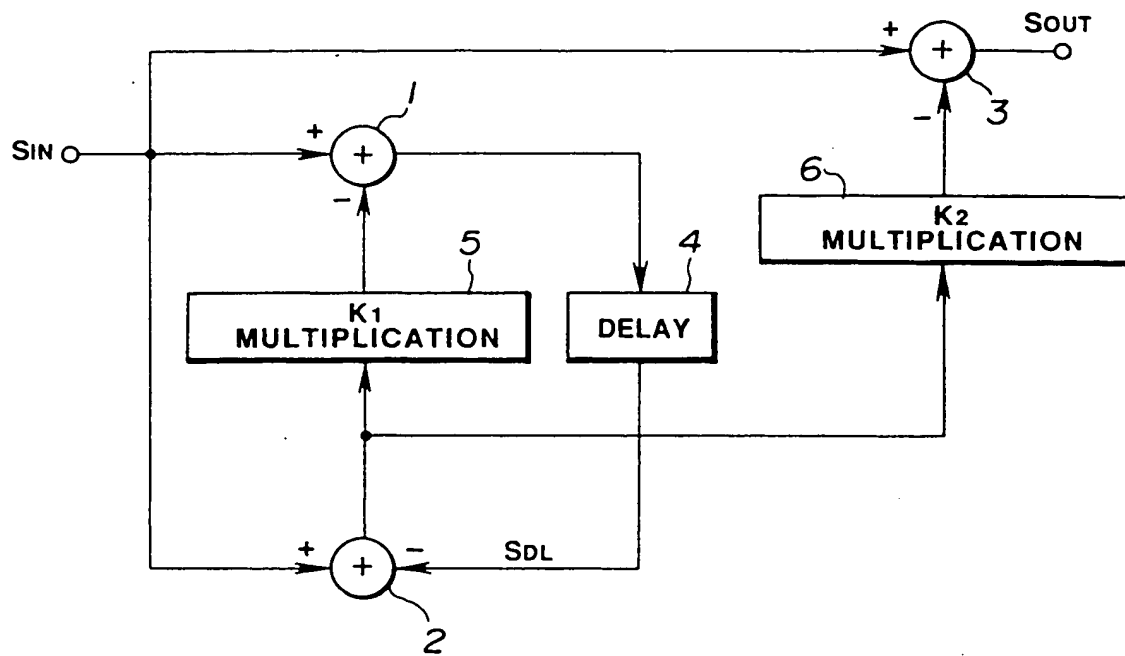 SOUT
+
+
3
1
-
SIN
+
+
-
6
K2
MULTIPLICATION
5
4
K1
MULTIPLICATION
DELAY
+
-
SDL
+
2